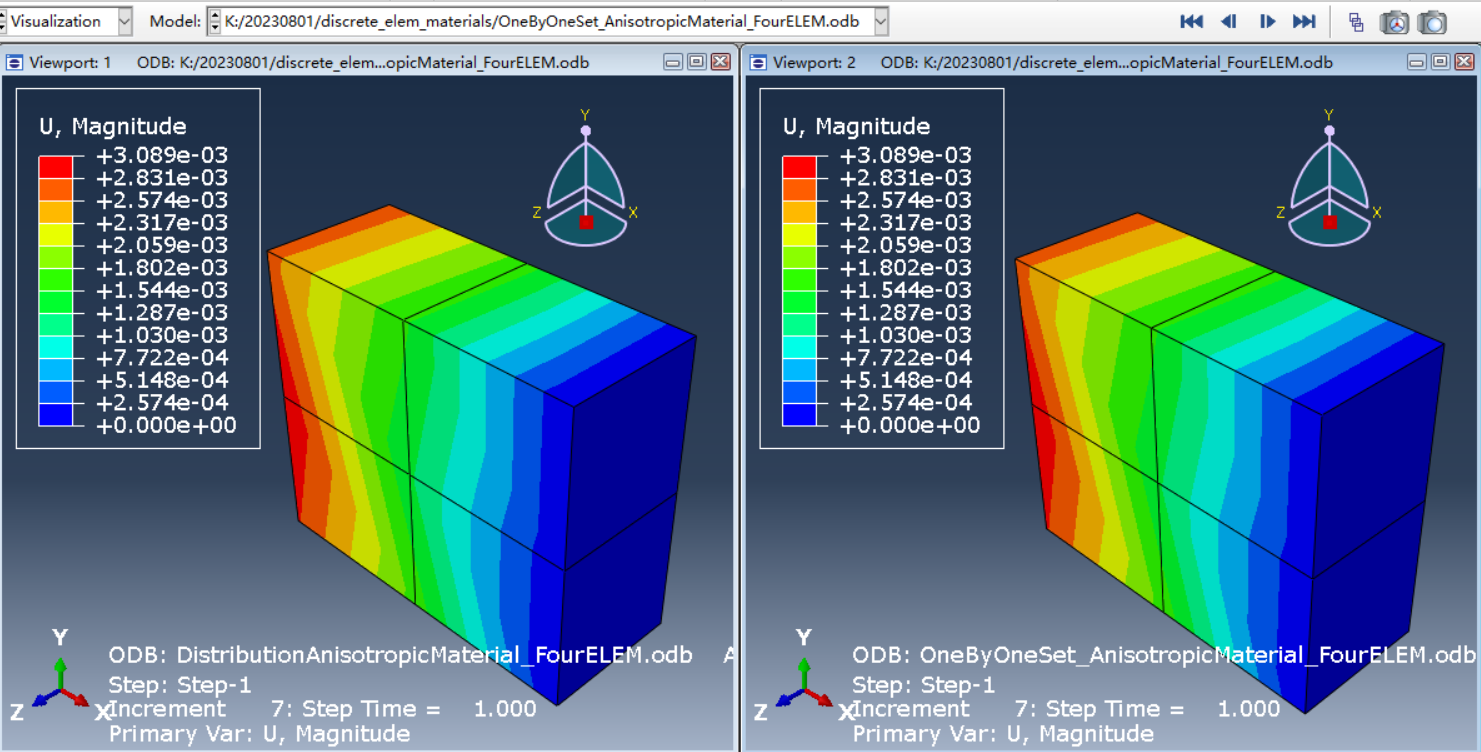 Visualization Model: K:/20230801/discrete_elem_materials/OneByOneSet_AnisotropicMaterial_FourELEM.odb
Viewport: 1 ODB: K:/20230801/discrete_elem...opicMaterial_FourELEM.odb
U, Magnitude
+3.089e-03
+2.831e-03
+2.574e-03
+2.317e-03
+2.059e-03
+1.802e-03
+1.544e-03
+1.287e-03
+1.030e-03
+7.722e-04
+5.148e-04
+2.574e-04
+0.000e+00
Y
Z X
Y
Z X
ODB: DistributionAnisotropicMaterial_FourELEM.odb A
Step: Step-1
Increment 7: Step Time = 1.000
Primary Var: U, Magnitude
Viewport: 2 ODB: K:/20230801/discrete_elem...opicMaterial_FourELEM.odb
U, Magnitude
+3.089e-03
+2.831e-03
+2.574e-03
+2.317e-03
+2.059e-03
+1.802e-03
+1.544e-03
+1.287e-03
+1.030e-03
+7.722e-04
+5.148e-04
+2.574e-04
+0.000e+00
Y
Z X
Y
Z X
ODB: OneByOneSet_AnisotropicMaterial_FourELEM.odb
Step: Step-1
Increment 7: Step Time = 1.000
Primary Var: U, Magnitude